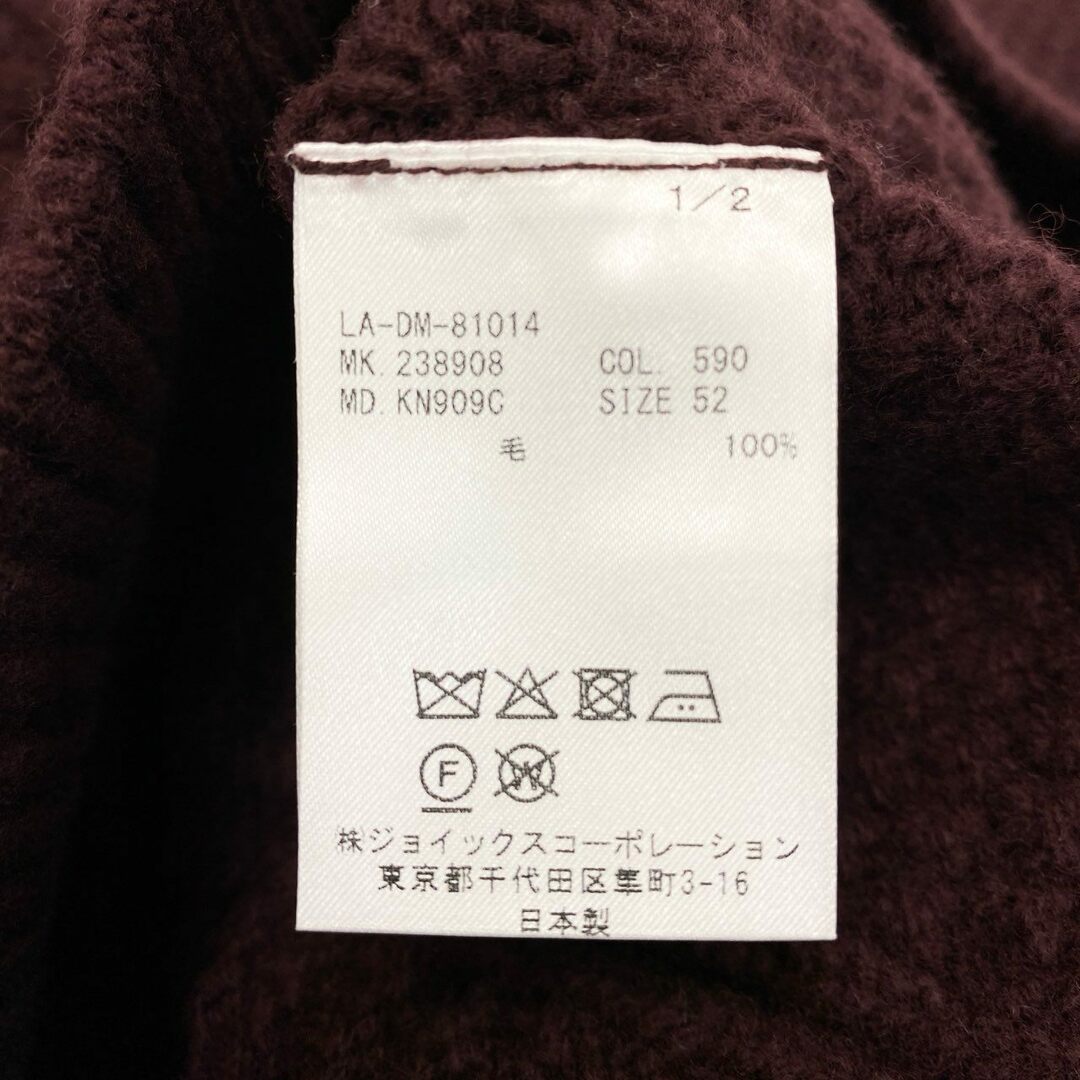 1/2
LA-DM-81014
MK. 238908 COL. 590
MD. KN909C SIZE 52
毛 100%
F
W
㈱ジョイックスコーポレーション
東京都千代田区隼町3-16
日本製